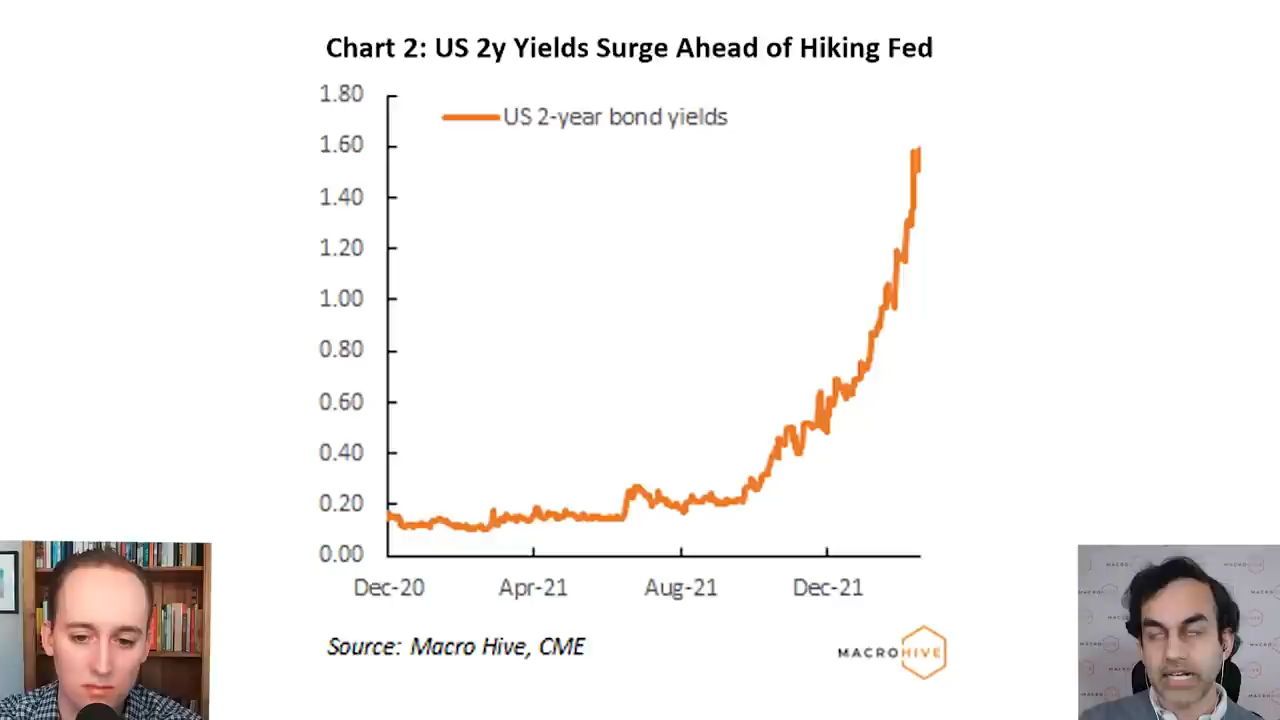 Chart 2: US 2y Yields Surge Ahead of Hiking Fed
1.80
US 2-year bond yields
1.60
1.40
1.20
1.00
0.80
0.60
0.40
0.20
0.00
Dec-20 Apr-21 Aug-21 Dec-21
Source: Macro Hive, CME
MACROHIVE